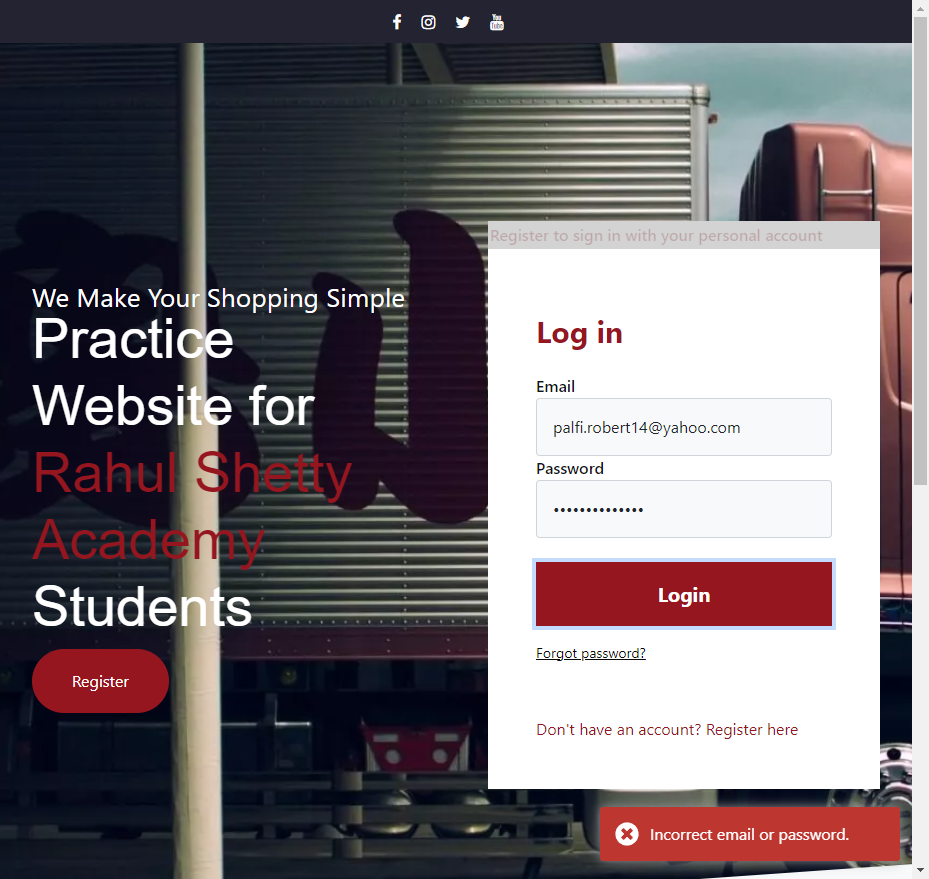 We Make Your Shopping Simple
Practice
Website for
Rahul Shetty
Academy
Students
Register
Register to sign in with your personal account
Log in
Email
palfi.robert14@yahoo.com
Password
••••••••••••••
Login
Forgot password?
Don't have an account? Register here
Incorrect email or password.